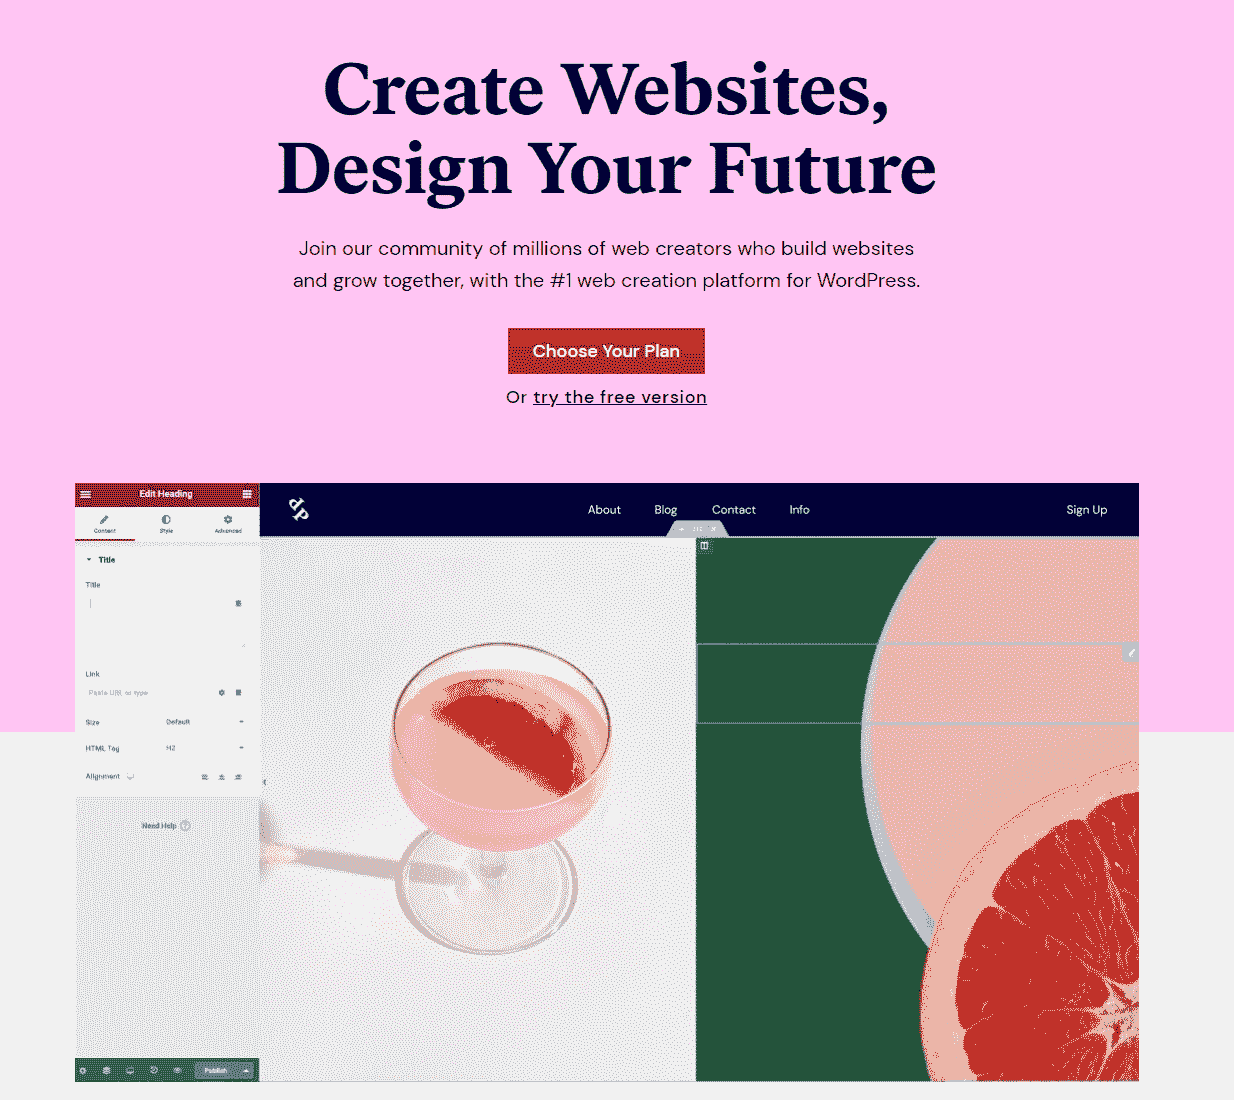 Create Websites,
Design Your Future
Join our community of millions of web creators who build websites
and grow together, with the #1 web creation platform for WordPress.
Choose Your Plan
Or try the free version
Edit Heading
Content Style Advanced
About Blog Contact Info Sign Up
Title
Title
Link
Paste URL or type
Size Default
HTML Tag H2
Alignment
Need Help ?
Publish